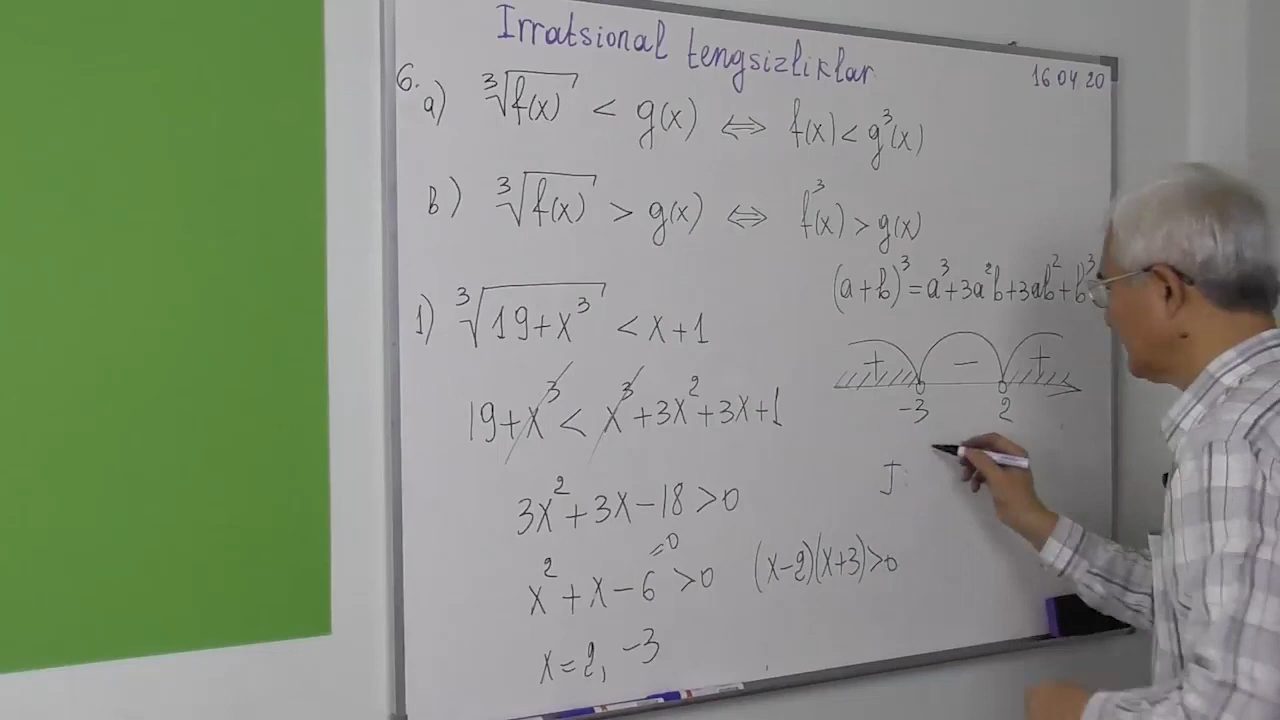 Irratsional tengsizliklar
16 04 20
6. a) ∛f(x) < g(x) ⇔ f(x) < g³(x)
b) ∛f(x) > g(x) ⇔ f³(x) > g(x)
(a+b)³ = a³+3a²b+3ab²+b³
1) ∛19+x³ < x+1
+ − +
-3 2
19+x³ < x³+3x²+3x+1
J:
3x²+3x-18>0
=0
x²+x-6>0 (x-2)(x+3)>0
x=2, -3